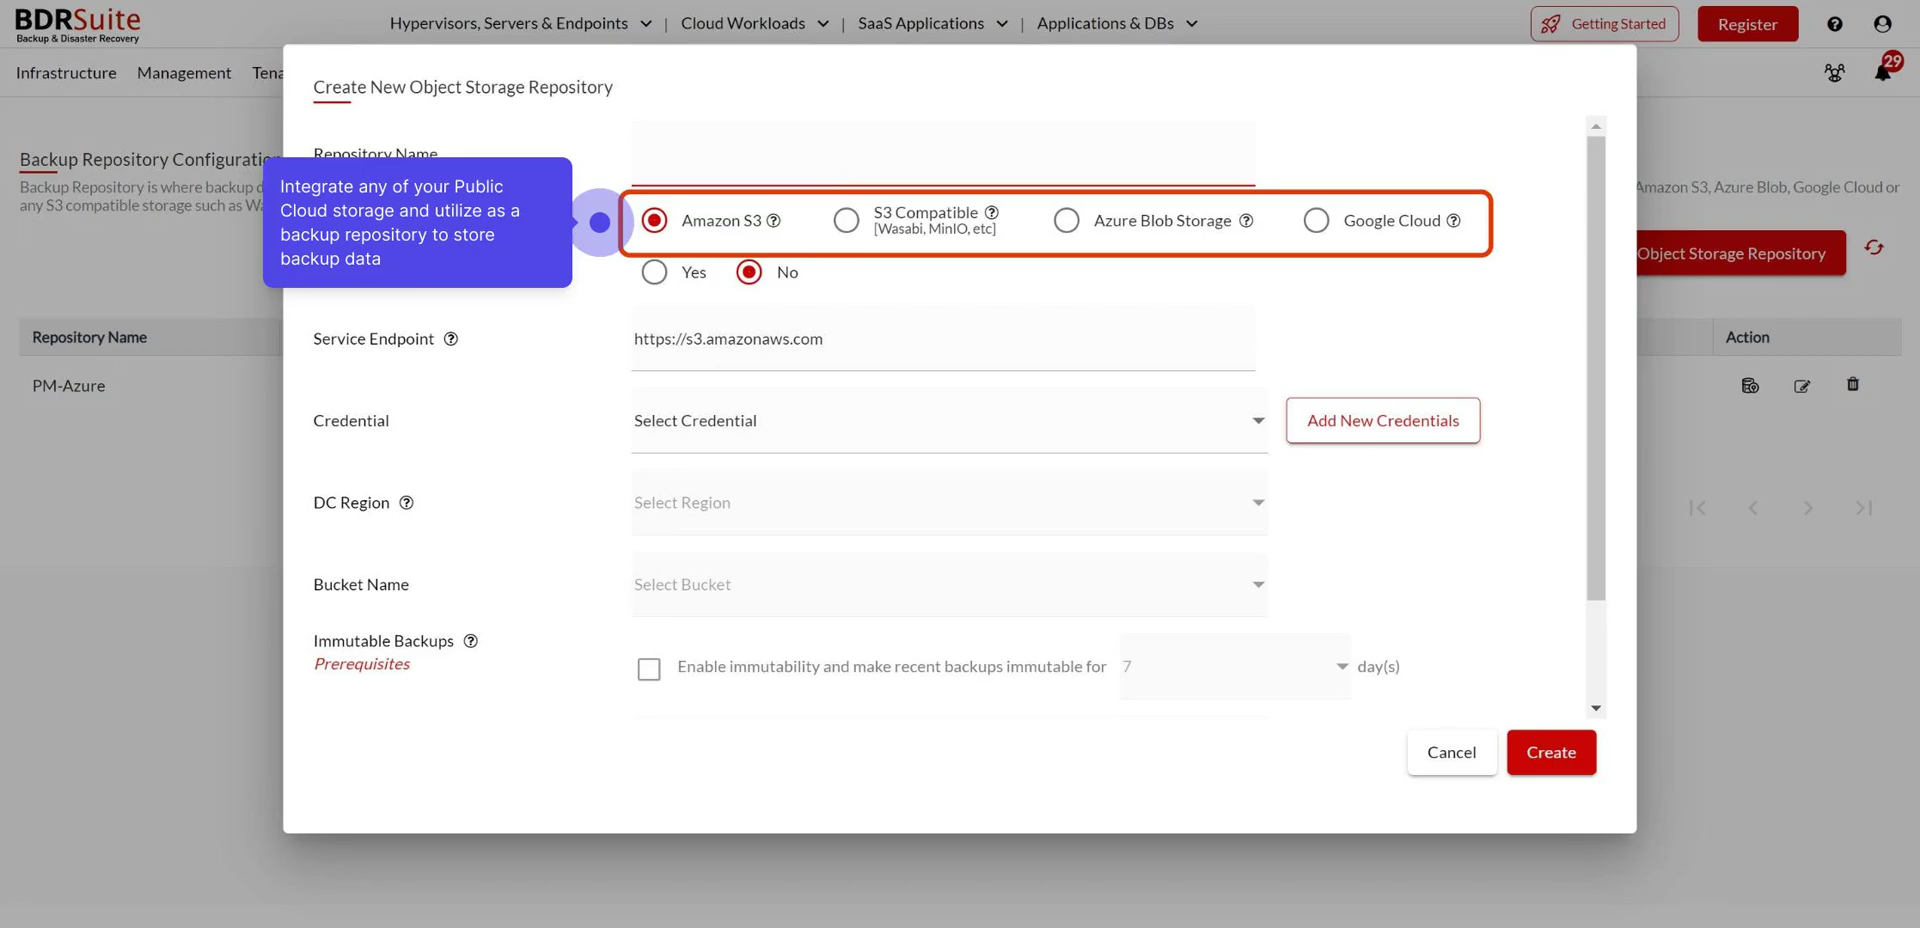 BDRSuite
Backup & Disaster Recovery
Hypervisors, Servers & Endpoints | Cloud Workloads | SaaS Applications | Applications & DBs
Getting Started
Register
Infrastructure Management Tena
29
Create New Object Storage Repository
Repository Name
Backup Repository Configuration
Backup Repository is where backup d
any S3 compatible storage such as Wa
Amazon S3, Azure Blob, Google Cloud or
Integrate any of your Public
Cloud storage and utilize as a
backup repository to store
backup data
Amazon S3
S3 Compatible
[Wasabi, MinIO, etc]
Azure Blob Storage
Google Cloud
Object Storage Repository
Yes No
Service Endpoint https://s3.amazonaws.com
Repository Name
Action
PM-Azure
Credential Select Credential Add New Credentials
DC Region Select Region
Bucket Name Select Bucket
Immutable Backups
Prerequisites
Enable immutability and make recent backups immutable for 7 day(s)
Cancel Create